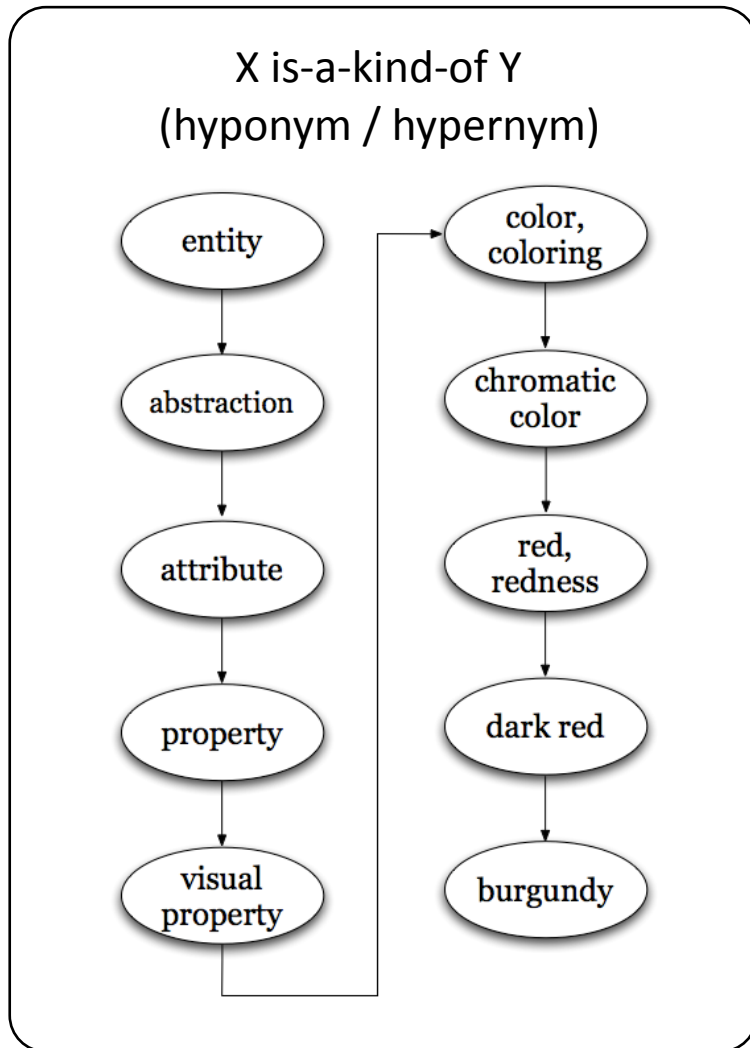 X is-a-kind-of Y
(hyponym / hypernym)
entity
abstraction
attribute
property
visual
property
color,
coloring
chromatic
color
red,
redness
dark red
burgundy